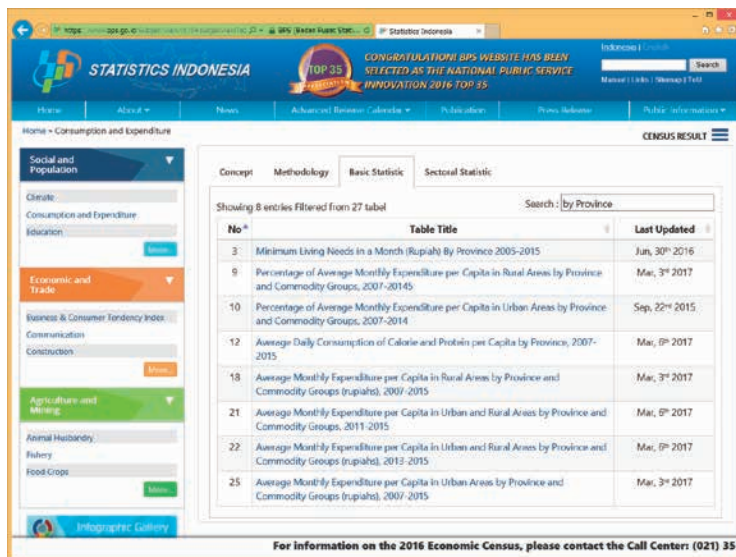 BPS (Badan Pusat Stat...
Statistics Indonesia
STATISTICS INDONESIA
TOP 35
CONGRATULATION! BPS WEBSITE HAS BEEN
SELECTED AS THE NATIONAL PUBLIC SERVICE
INNOVATION 2016 TOP 35
Indonesia | English
Search
Masuk | Links | Sitemap |
Home
About
News
Advanced Release Calendar
Publication
Press Release
Public Information
Home » Consumption and Expenditure
CENSUS RESULT
Social and
Population
Climate
Consumption and Expenditure
Education
More..
Economic and
Trade
Business & Consumer Tendency Index
Communication
Construction
More..
Agriculture and
Mining
Animal Husbandry
Fishery
Food Crops
More..
Infographic Gallery
Concept
Methodology
Basic Statistic
Sectoral Statistic
Showing 8 entries Filtered from 27 tabel
Search : by Province
No Table Title Last Updated
3 Minimum Living Needs in a Month (Rupiah) By Province 2005-2015 Jun, 30th 2016
9 Percentage of Average Monthly Expenditure per Capita in Rural Areas by Province Mar, 3rd 2017
and Commodity Groups, 2007-20145
10 Percentage of Average Monthly Expenditure per Capita in Urban Areas by Province Sep, 22nd 2015
and Commodity Groups, 2007-2014
12 Average Daily Consumption of Calorie and Protein per Capita by Province, 2007- Mar, 6th 2017
2015
18 Average Monthly Expenditure per Capita in Rural Areas by Province and Mar, 3rd 2017
Commodity Groups (rupiahs), 2007-2015
21 Average Monthly Expenditure per Capita in Urban and Rural Areas by Province and Mar, 6th 2017
Commodity Groups, 2011-2015
22 Average Monthly Expenditure per Capita in Urban and Rural Areas by Province and Mar, 6th 2017
Commodity Groups (rupiahs), 2013-2015
25 Average Monthly Expenditure per Capita in Urban Areas by Province and Mar, 3rd 2017
Commodity Groups (rupiahs), 2007-2015
For information on the 2016 Economic Census, please contact the Call Center: (021) 35